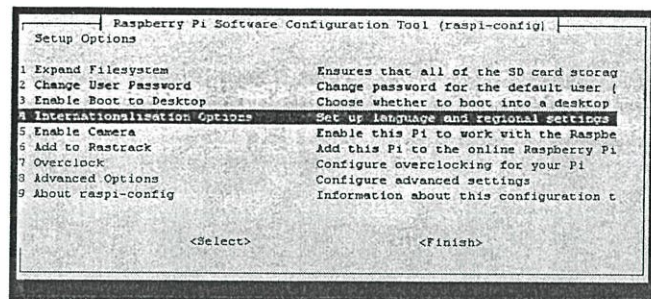 Raspberry Pi Software Configuration Tool (raspi-config)
Setup Options
1 Expand Filesystem Ensures that all of the SD card storag
2 Change User Password Change password for the default user (
3 Enable Boot to Desktop Choose whether to boot into a desktop
4 Internationalisation Options Set up language and regional settings
5 Enable Camera Enable this Pi to work with the Raspbe
6 Add to Rastrack Add this Pi to the online Raspberry Pi
7 Overclock Configure overclocking for your Pi
8 Advanced Options Configure advanced settings
9 About raspi-config Information about this configuration t
<Select> <Finish>